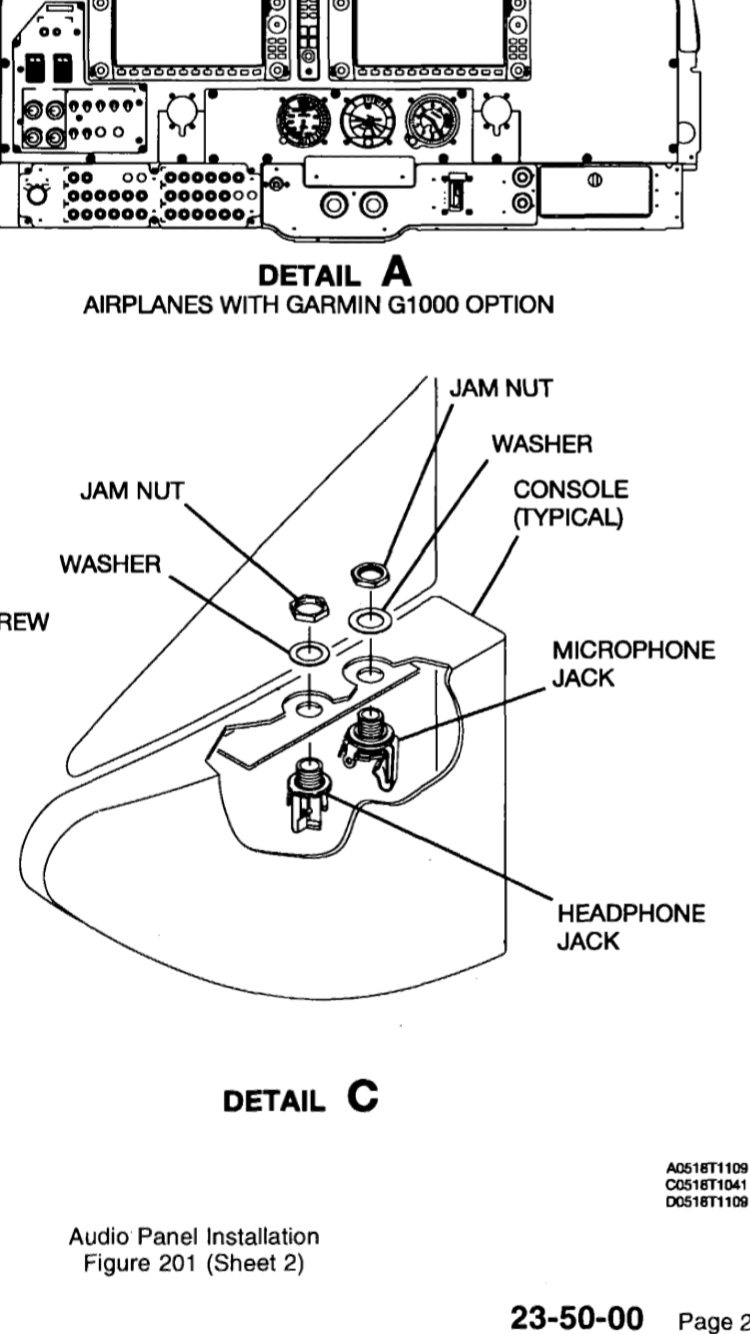 DETAIL A
AIRPLANES WITH GARMIN G1000 OPTION
JAM NUT
WASHER
JAM NUT
CONSOLE
(TYPICAL)
WASHER
REW
MICROPHONE
JACK
HEADPHONE
JACK
DETAIL C
A0518T1109
C0518T1041
D0518T1109
Audio Panel Installation
Figure 201 (Sheet 2)
23-50-00 Page 2